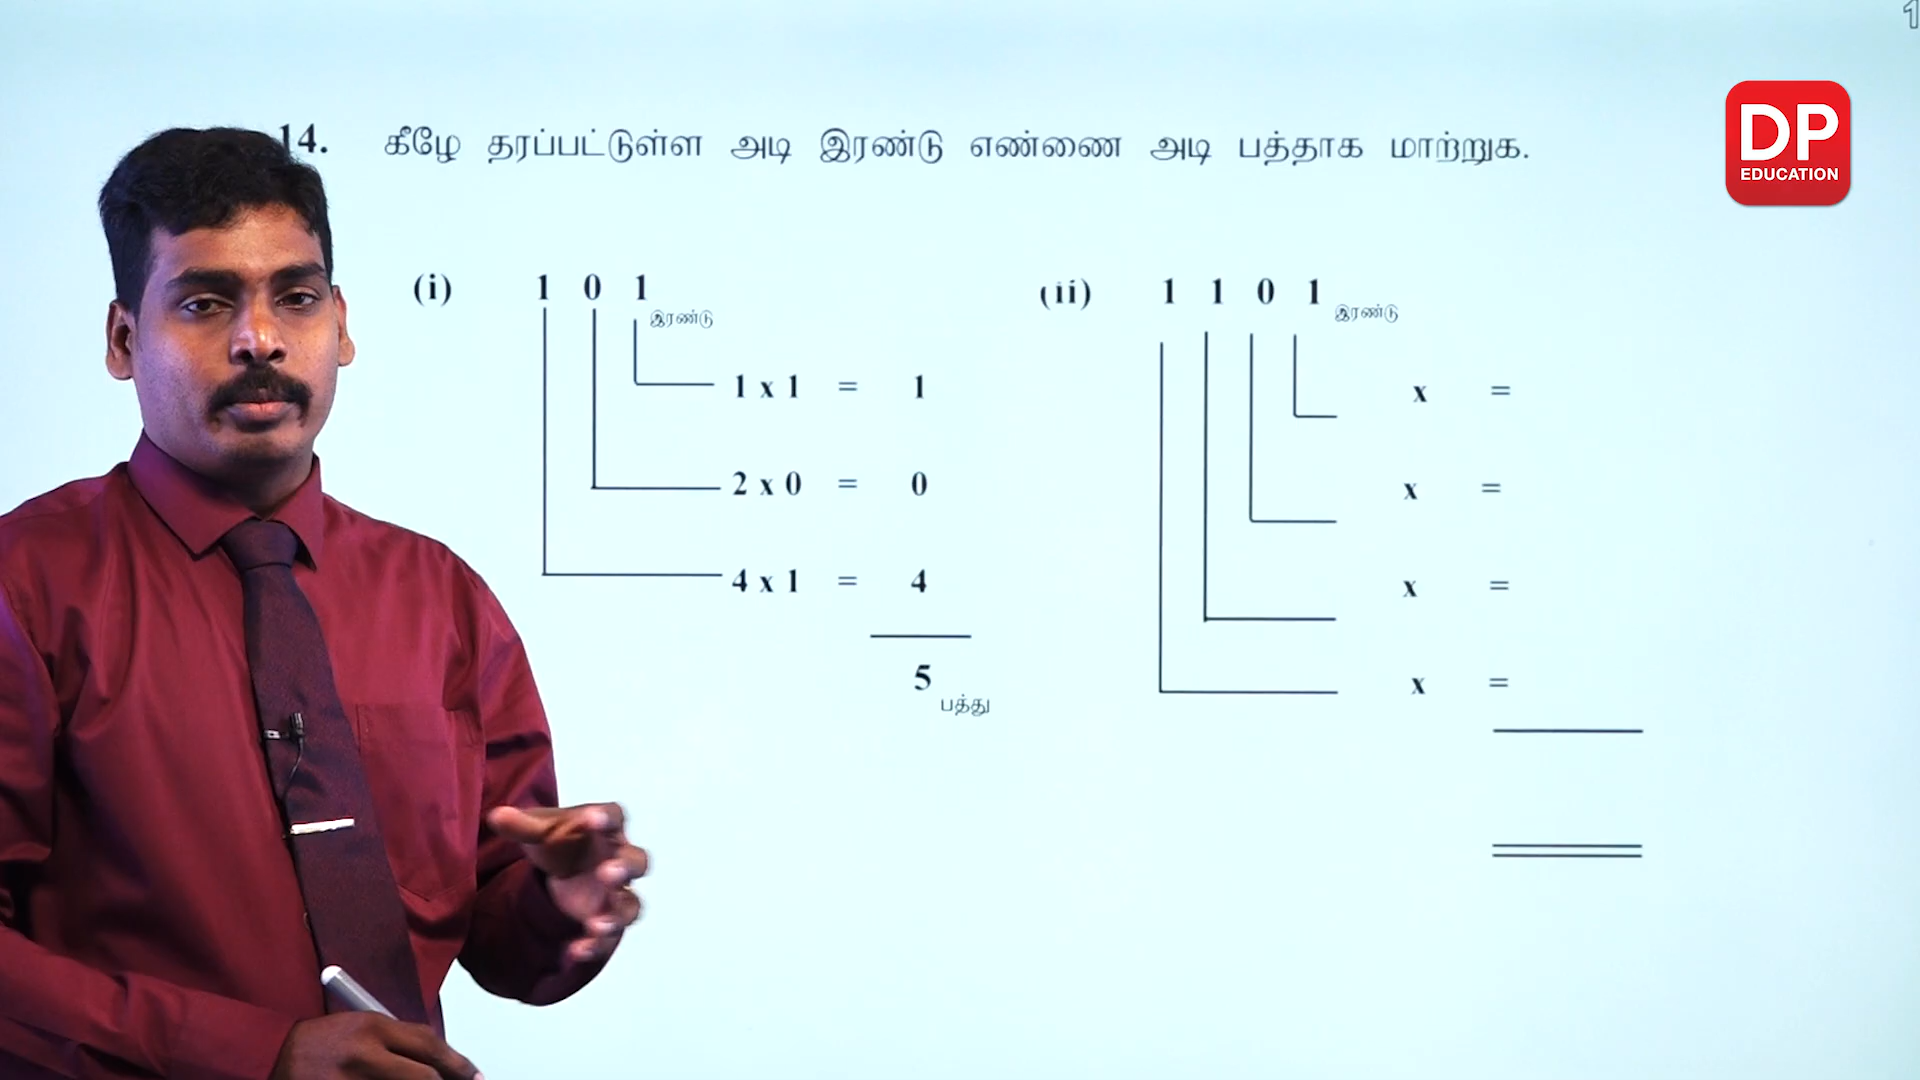 1
DP
EDUCATION
14. கீழே தரப்பட்டுள்ள அடி இரண்டு எண்ணை அடி பத்தாக மாற்றுக.
(i) 1 0 1 இரண்டு
1 x 1 = 1
2 x 0 = 0
4 x 1 = 4
5 பத்து
(ii) 1 1 0 1 இரண்டு
x =
x =
x =
x =